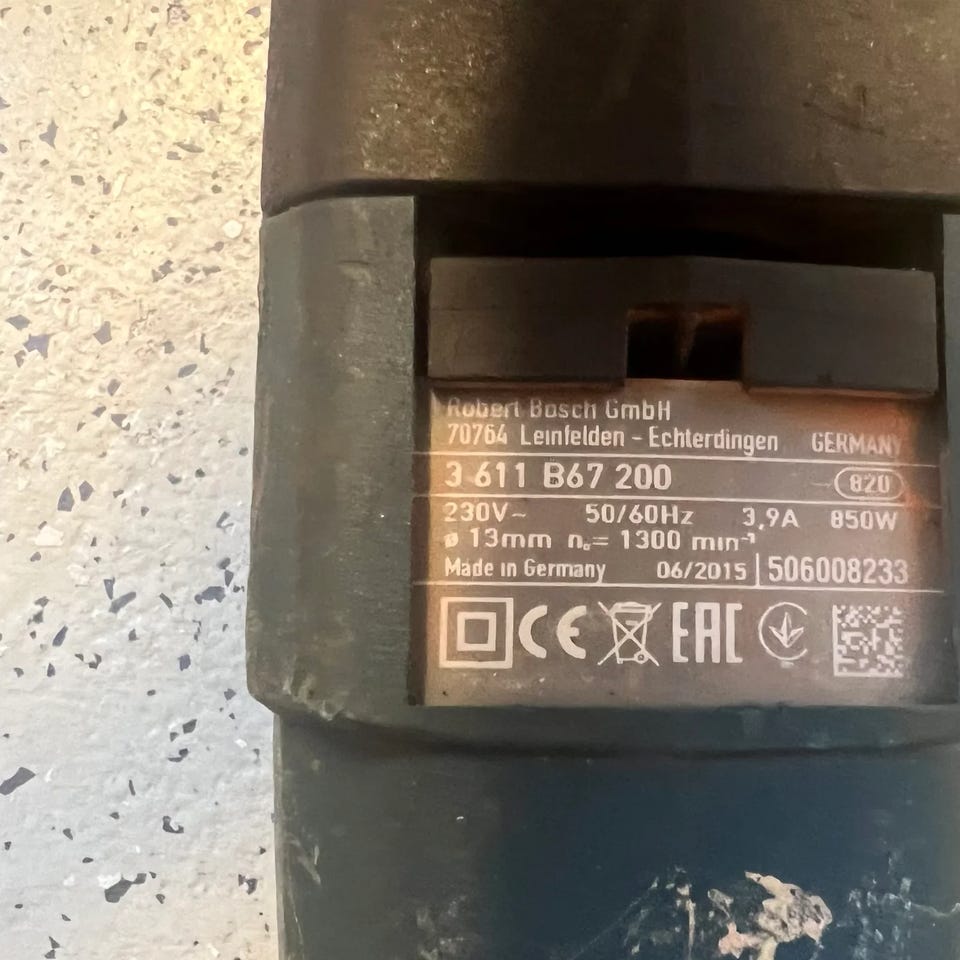 Robert Bosch GmbH
70764 Leinfelden - Echterdingen GERMANY
3 611 B67 200 820
230V~ 50/60Hz 3,9A 850W
ø 13mm n₀= 1300 min⁻¹
Made in Germany 06/2015 506008233
CE EAC